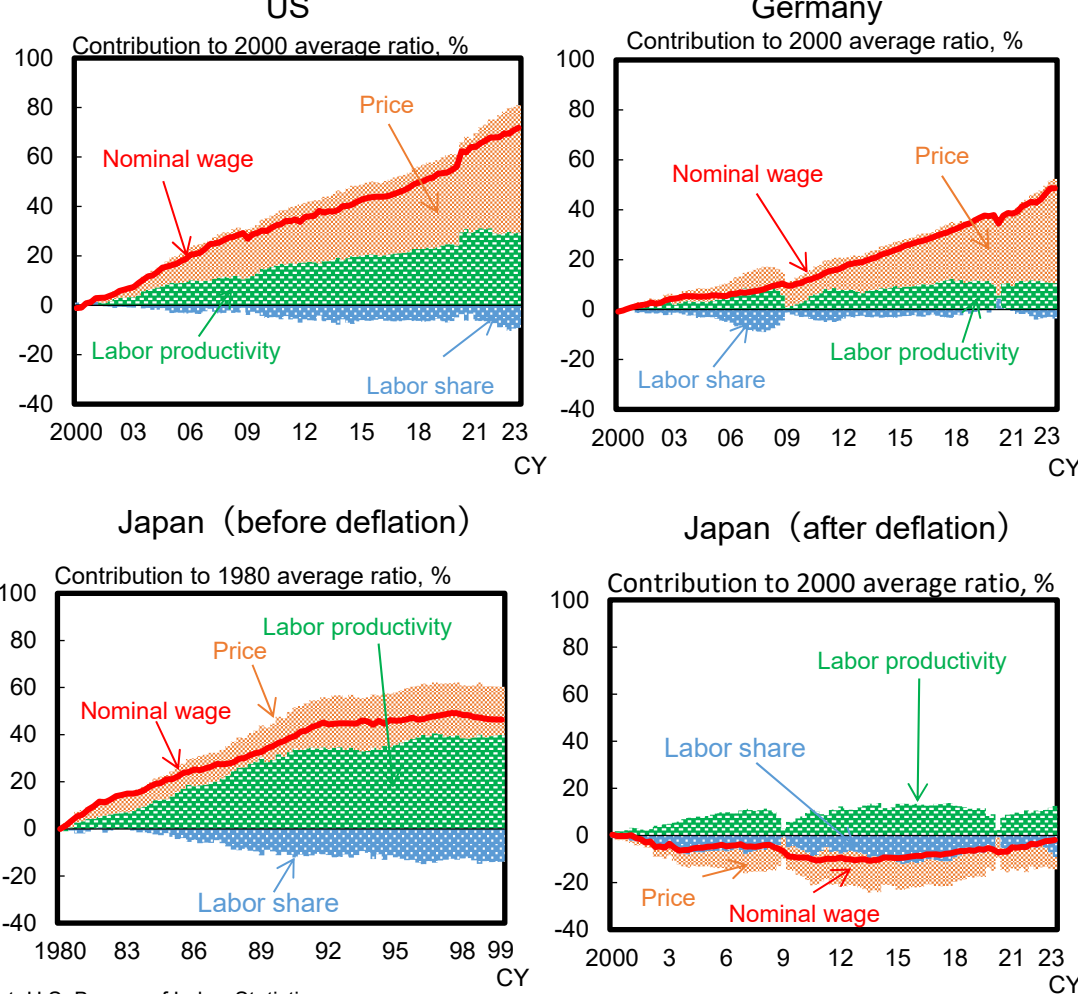 US
Contribution to 2000 average ratio, %
100
80
60
40
20
0
-20
-40
Price
Nominal wage
Labor productivity
Labor share
2000 03 06 09 12 15 18 21 23
CY
Germany
Contribution to 2000 average ratio, %
100
80
60
40
20
0
-20
-40
Price
Nominal wage
Labor productivity
Labor share
2000 03 06 09 12 15 18 21 23
CY
Japan（before deflation）
Contribution to 1980 average ratio, %
100
80
60
40
20
0
-20
-40
Labor productivity
Price
Nominal wage
Labor share
1980 83 86 89 92 95 98 99
CY
Japan（after deflation）
Contribution to 2000 average ratio, %
100
80
60
40
20
0
-20
-40
Labor productivity
Labor share
Price
Nominal wage
2000 3 6 9 12 15 18 21 23
CY